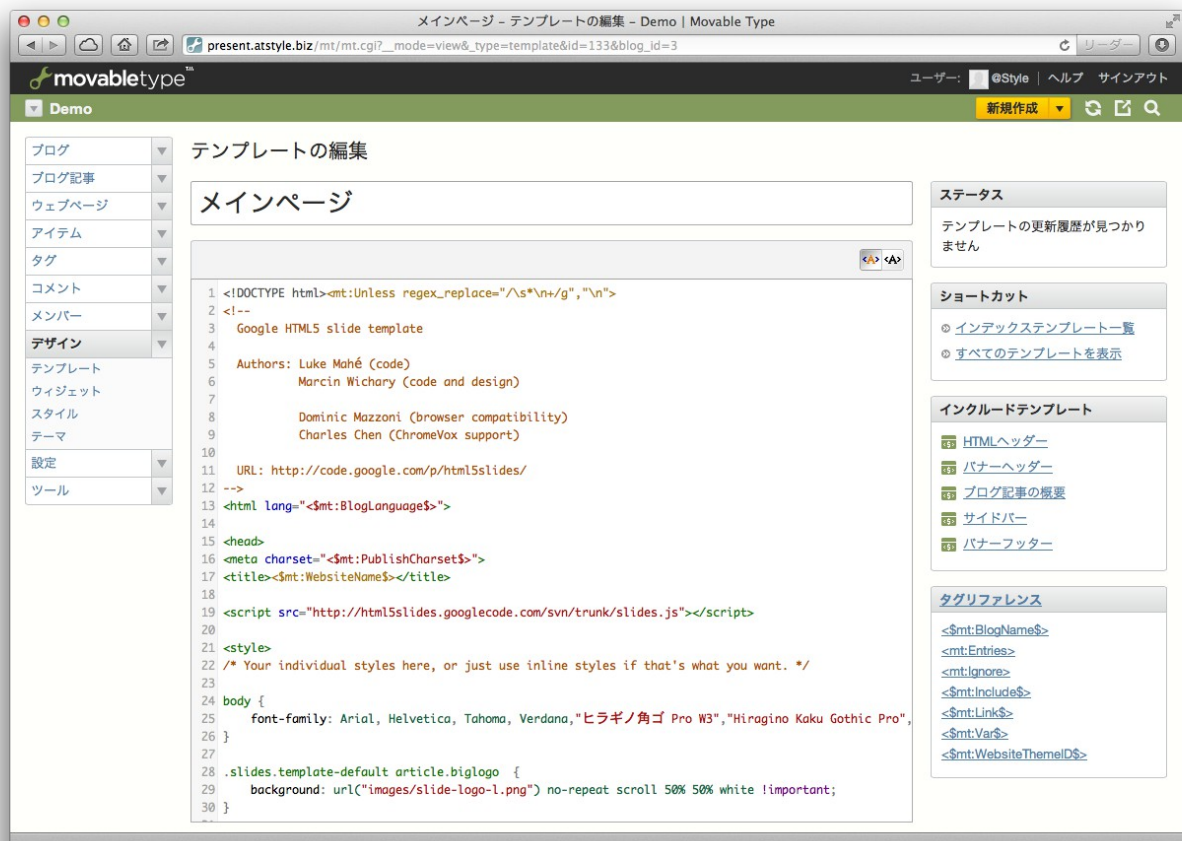 メインページ – テンプレートの編集 – Demo | Movable Type
present.atstyle.biz/mt/mt.cgi?__mode=view&_type=template&id=133&blog_id=3
リーダー
movabletype™
ユーザー: @Style | ヘルプ サインアウト
Demo
新規作成
ブログ
ブログ記事
ウェブページ
アイテム
タグ
コメント
メンバー
デザイン
テンプレート
ウィジェット
スタイル
テーマ
設定
ツール
テンプレートの編集
メインページ
<A> <A>
1 <!DOCTYPE html><mt:Unless regex_replace="/\s*\n+/g","\n">
2 <!--
3 Google HTML5 slide template
4
5 Authors: Luke Mahé (code)
6 Marcin Wichary (code and design)
7
8 Dominic Mazzoni (browser compatibility)
9 Charles Chen (ChromeVox support)
10
11 URL: http://code.google.com/p/html5slides/
12 -->
13 <html lang="<$mt:BlogLanguage$>">
14
15 <head>
16 <meta charset="<$mt:PublishCharset$>">
17 <title><$mt:WebsiteName$></title>
18
19 <script src="http://html5slides.googlecode.com/svn/trunk/slides.js"></script>
20
21 <style>
22 /* Your individual styles here, or just use inline styles if that's what you want. */
23
24 body {
25 font-family: Arial, Helvetica, Tahoma, Verdana,"ヒラギノ角ゴ Pro W3","Hiragino Kaku Gothic Pro",
26 }
27
28 .slides.template-default article.biglogo {
29 background: url("images/slide-logo-l.png") no-repeat scroll 50% 50% white !important;
30 }
ステータス
テンプレートの更新履歴が見つかり
ません
ショートカット
インデックステンプレート一覧
すべてのテンプレートを表示
インクルードテンプレート
HTMLヘッダー
バナーヘッダー
ブログ記事の概要
サイドバー
バナーフッター
タグリファレンス
<$mt:BlogName$>
<mt:Entries>
<mt:Ignore>
<$mt:Include$>
<$mt:Link$>
<$mt:Var$>
<$mt:WebsiteThemeID$>